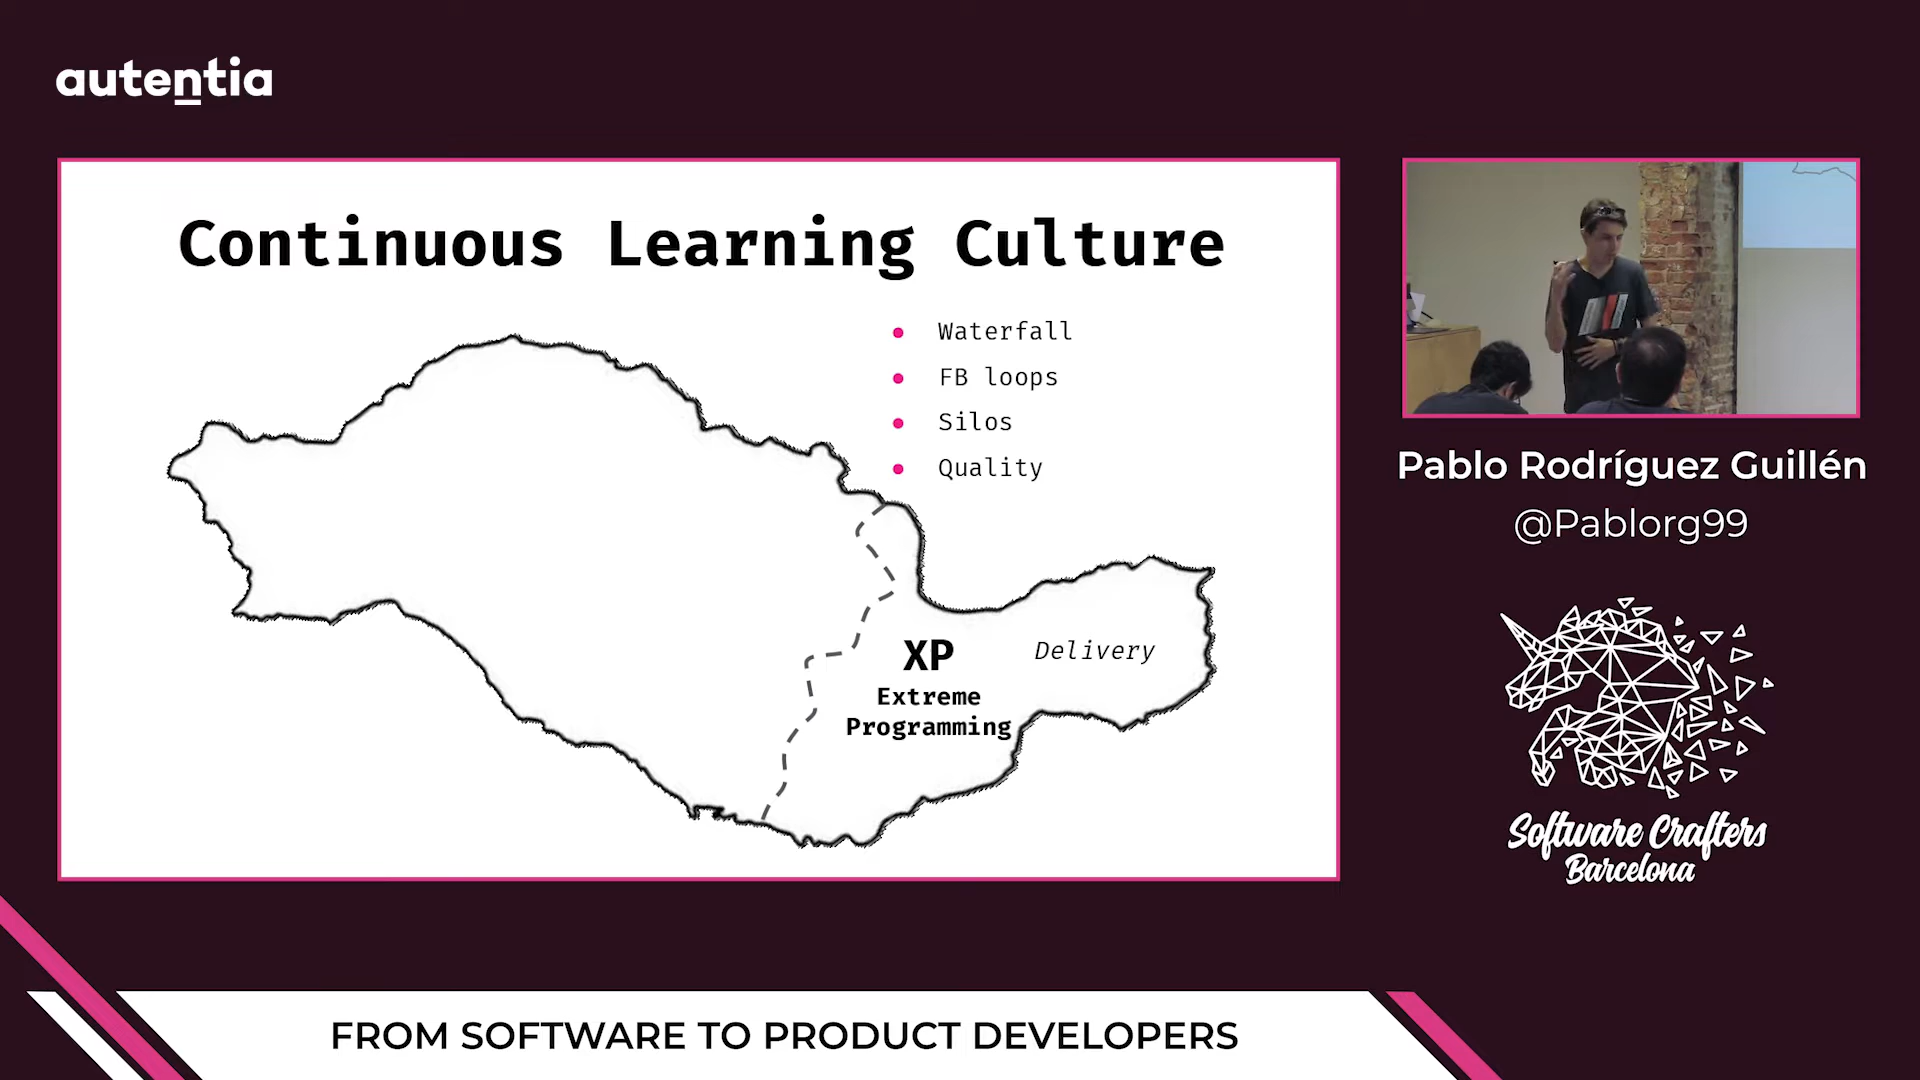 autentia
Continuous Learning Culture
Waterfall
FB loops
Silos
Quality
XP
Extreme
Programming
Delivery
Pablo Rodríguez Guillén
@Pablorg99
Software Crafters
Barcelona
FROM SOFTWARE TO PRODUCT DEVELOPERS